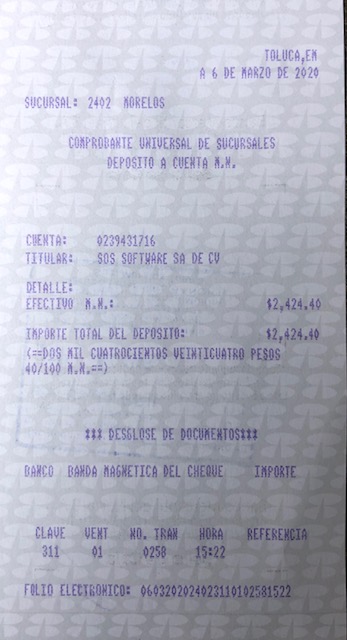 TOLUCA,EM
A 6 DE MARZO DE 2020
SUCURSAL: 2402 MORELOS
COMPROBANTE UNIVERSAL DE SUCURSALES
DEPOSITO A CUENTA M.N.
CUENTA: 0239431716
TITULAR: SOS SOFTWARE SA DE CV
DETALLE:
EFECTIVO M.N.: $2,424.40
IMPORTE TOTAL DEL DEPOSITO: $2,424.40
(==DOS MIL CUATROCIENTOS VEINTICUATRO PESOS
40/100 M.N.==)
*** DESGLOSE DE DOCUMENTOS***
BANCO BANDA MAGNETICA DEL CHEQUE IMPORTE
CLAVE VENT NO. TRAN HORA REFERENCIA
311 01 0258 15:22
FOLIO ELECTRONICO: 0603202024023110102581522